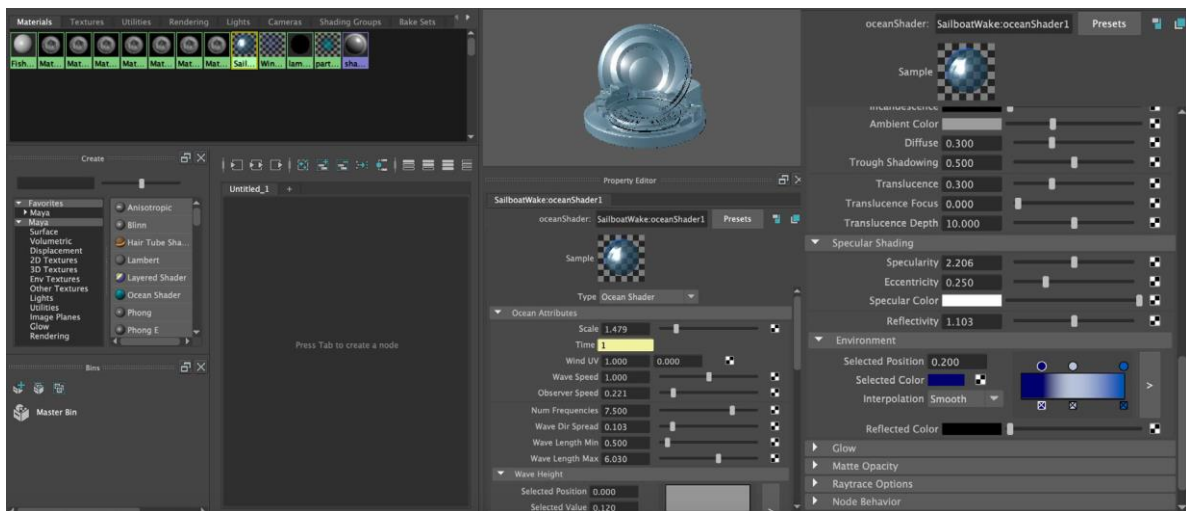 Materials Textures Utilities Rendering Lights Cameras Shading Groups Bake Sets
Fish... Mat... Mat... Mat... Mat... Mat... Mat... Mat... Sail... Win... lam... part... sha...
Create
Favorites
Maya
Maya
Surface
Volumetric
Displacement
2D Textures
3D Textures
Env Textures
Other Textures
Lights
Utilities
Image Planes
Glow
Rendering
Anisotropic
Blinn
Hair Tube Sha...
Lambert
Layered Shader
Ocean Shader
Phong
Phong E
Bins
Master Bin
Untitled_1 +
Press Tab to create a node
Property Editor
SailboatWake:oceanShader1
oceanShader: SailboatWake:oceanShader1 Presets
Sample
Type Ocean Shader
Ocean Attributes
Scale 1.479
Time 1
Wind UV 1.000 0.000
Wave Speed 1.000
Observer Speed 0.221
Num Frequencies 7.500
Wave Dir Spread 0.103
Wave Length Min 0.500
Wave Length Max 6.030
Wave Height
Selected Position 0.000
Selected Value 0.120
oceanShader: SailboatWake:oceanShader1 Presets
Sample
Incandescence
Ambient Color
Diffuse 0.300
Trough Shadowing 0.500
Translucence 0.300
Translucence Focus 0.000
Translucence Depth 10.000
Specular Shading
Specularity 2.206
Eccentricity 0.250
Specular Color
Reflectivity 1.103
Environment
Selected Position 0.200
Selected Color
Interpolation Smooth
>
Reflected Color
Glow
Matte Opacity
Raytrace Options
Node Behavior